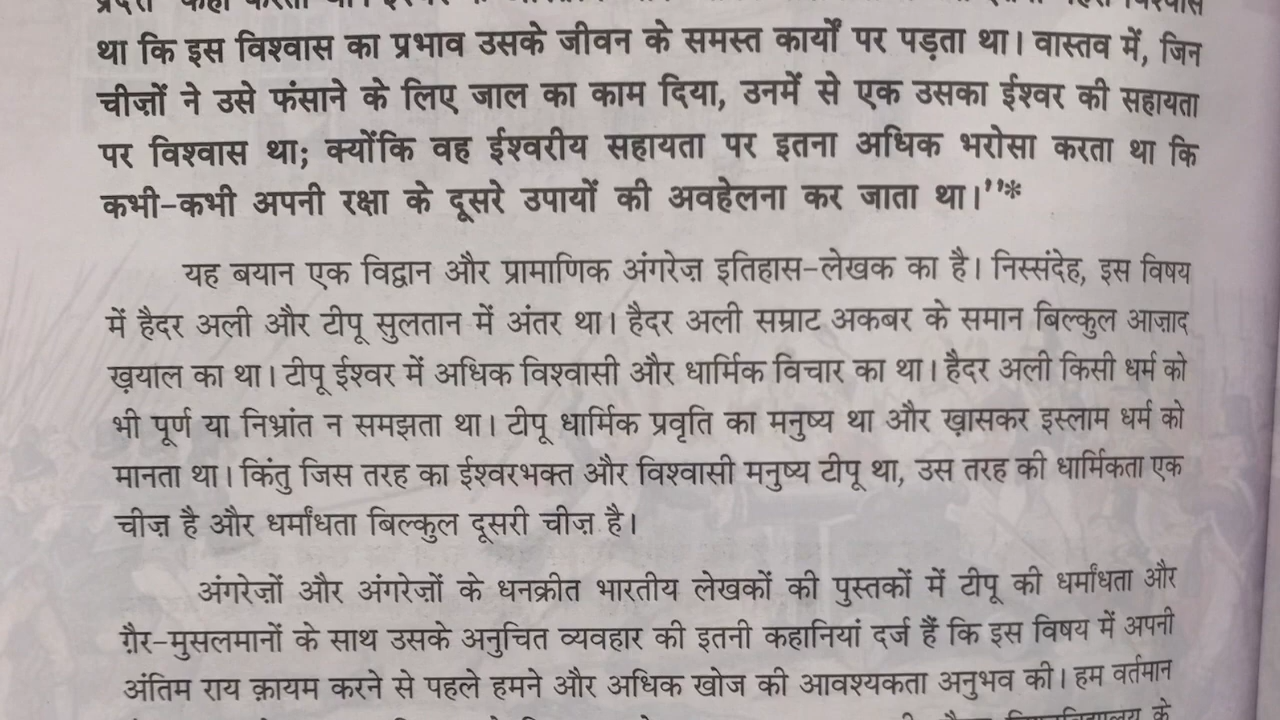 था कि इस विश्वास का प्रभाव उसके जीवन के समस्त कार्यों पर पड़ता था। वास्तव में, जिन
चीज़ों ने उसे फंसाने के लिए जाल का काम दिया, उनमें से एक उसका ईश्वर की सहायता
पर विश्वास था; क्योंकि वह ईश्वरीय सहायता पर इतना अधिक भरोसा करता था कि
कभी-कभी अपनी रक्षा के दूसरे उपायों की अवहेलना कर जाता था।’’*
यह बयान एक विद्वान और प्रामाणिक अंगरेज़ इतिहास-लेखक का है। निस्संदेह, इस विषय
में हैदर अली और टीपू सुलतान में अंतर था। हैदर अली सम्राट अकबर के समान बिल्कुल आज़ाद
ख़याल का था। टीपू ईश्वर में अधिक विश्वासी और धार्मिक विचार का था। हैदर अली किसी धर्म को
भी पूर्ण या निभ्रांत न समझता था। टीपू धार्मिक प्रवृति का मनुष्य था और ख़ासकर इस्लाम धर्म को
मानता था। किंतु जिस तरह का ईश्वरभक्त और विश्वासी मनुष्य टीपू था, उस तरह की धार्मिकता एक
चीज़ है और धर्मांधता बिल्कुल दूसरी चीज़ है।
अंगरेज़ों और अंगरेज़ों के धनक्रीत भारतीय लेखकों की पुस्तकों में टीपू की धर्मांधता और
ग़ैर-मुसलमानों के साथ उसके अनुचित व्यवहार की इतनी कहानियां दर्ज हैं कि इस विषय में अपनी
अंतिम राय क़ायम करने से पहले हमने और अधिक खोज की आवश्यकता अनुभव की। हम वर्तमान